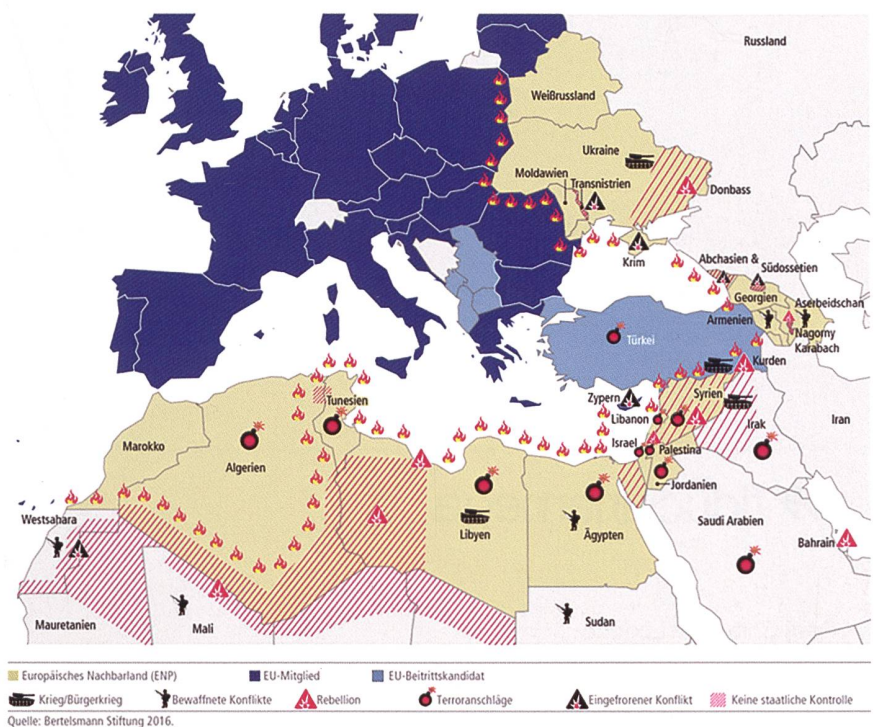 Russland
Weißrussland
Ukraine
Moldawien
Transnistrien
Donbass
Krim
Abchasien &
Südossetien
Georgien
Aserbeidschan
Armenien
Nagorny
Karabach
Türkei
Kurden
Zypern
Syrien
Libanon
Irak
Iran
Israel
Palestina
Jordanien
Tunesien
Marokko
Algerien
Westsahara
Libyen
Ägypten
Saudi Arabien
Bahrain
Mauretanien
Mali
Sudan
Europäisches Nachbarland (ENP) EU-Mitglied EU-Beitrittskandidat
Krieg/Bürgerkrieg Bewaffnete Konflikte Rebellion Terroranschläge Eingefrorener Konflikt Keine staatliche Kontrolle
Quelle: Bertelsmann Stiftung 2016.